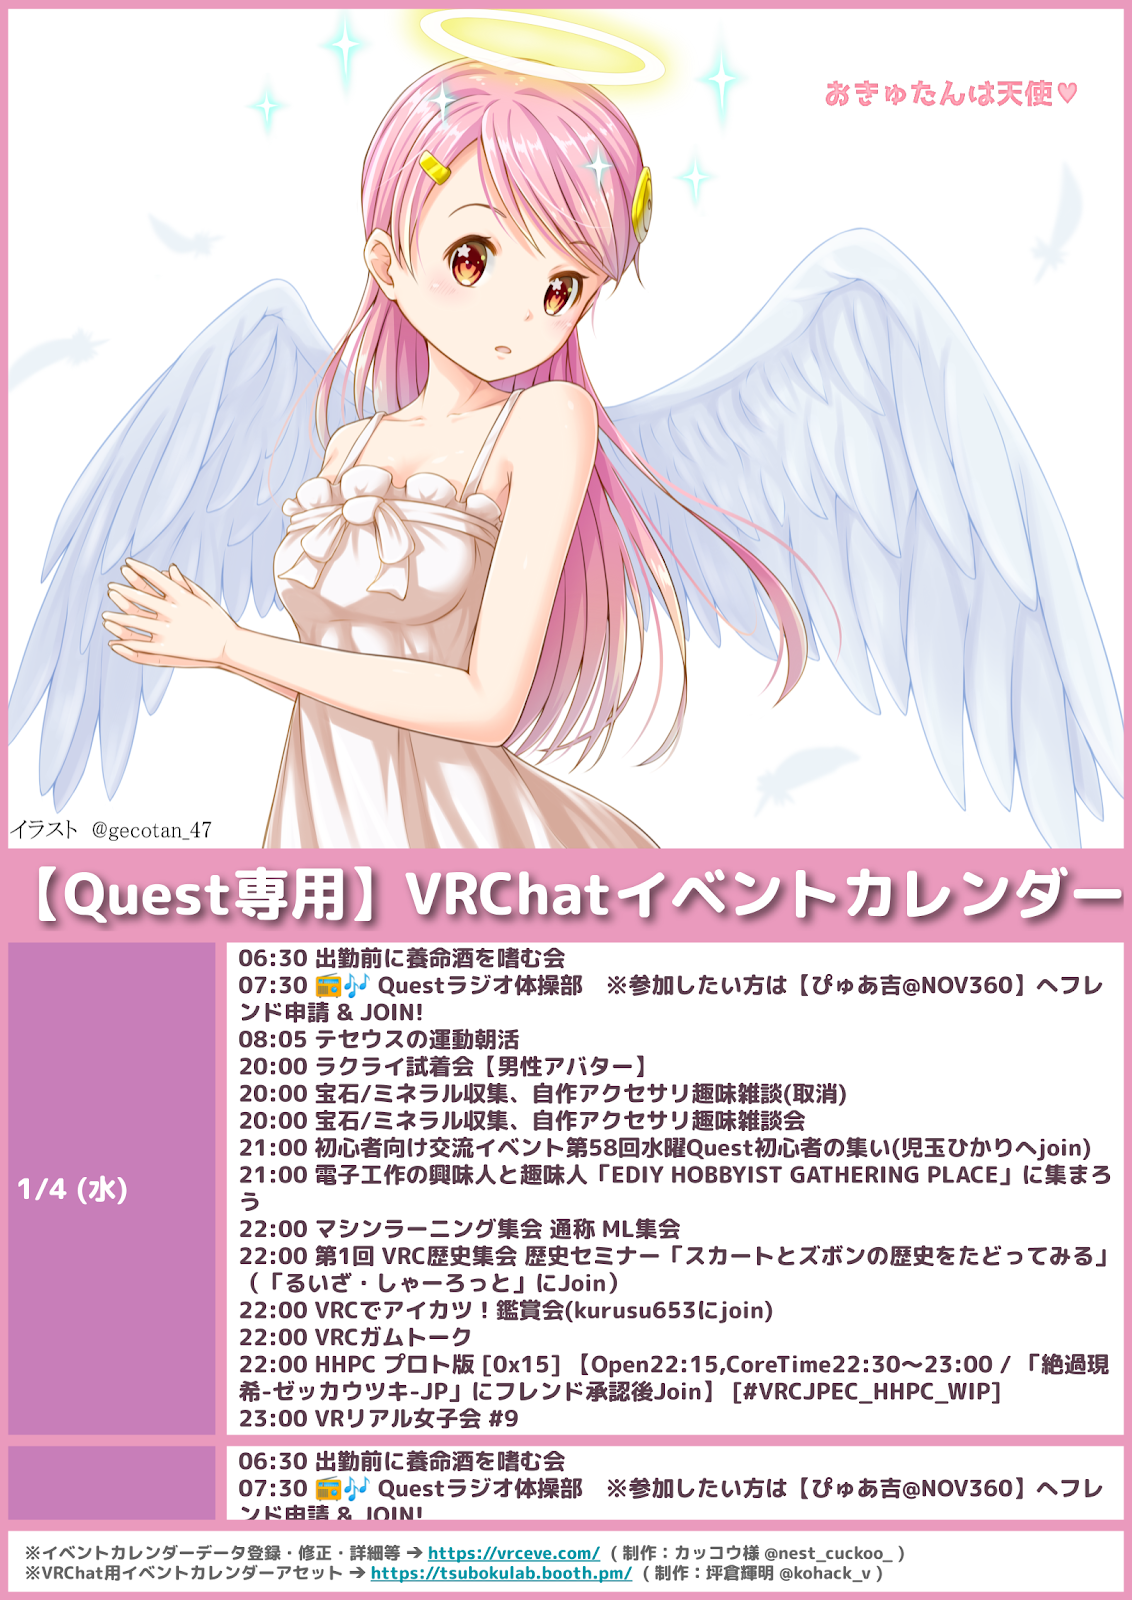 おきゅたんは天使♥
イラスト @gecotan_47
【Quest専用】VRChatイベントカレンダー
1/4 (水)
06:30 出勤前に養命酒を嗜む会
07:30 📻🎶 Questラジオ体操部　※参加したい方は【ぴゅあ吉@NOV360】へフレ
ンド申請 & JOIN!
08:05 テセウスの運動朝活
20:00 ラクライ試着会【男性アバター】
20:00 宝石/ミネラル収集、自作アクセサリ趣味雑談(取消)
20:00 宝石/ミネラル収集、自作アクセサリ趣味雑談会
21:00 初心者向け交流イベント第58回水曜Quest初心者の集い(児玉ひかりへjoin)
21:00 電子工作の興味人と趣味人「EDIY HOBBYIST GATHERING PLACE」に集まろ
う
22:00 マシンラーニング集会 通称 ML集会
22:00 第1回 VRC歴史集会 歴史セミナー「スカートとズボンの歴史をたどってみる」
（「るいざ・しゃーろっと」にJoin）
22:00 VRCでアイカツ！鑑賞会(kurusu653にjoin)
22:00 VRCガムトーク
22:00 HHPC プロト版 [0x15] 【Open22:15,CoreTime22:30～23:00 / 「絶過現
希-ゼッカウツキ-JP」にフレンド承認後Join】 [#VRCJPEC_HHPC_WIP]
23:00 VRリアル女子会 #9
06:30 出勤前に養命酒を嗜む会
07:30 📻🎶 Questラジオ体操部　※参加したい方は【ぴゅあ吉@NOV360】へフレ
ンド申請 & JOIN!
※イベントカレンダーデータ登録・修正・詳細等 ➔ https://vrceve.com/ （制作：カッコウ様 @nest_cuckoo_ ）
※VRChat用イベントカレンダーアセット ➔ https://tsubokulab.booth.pm/ （制作：坪倉輝明 @kohack_v ）